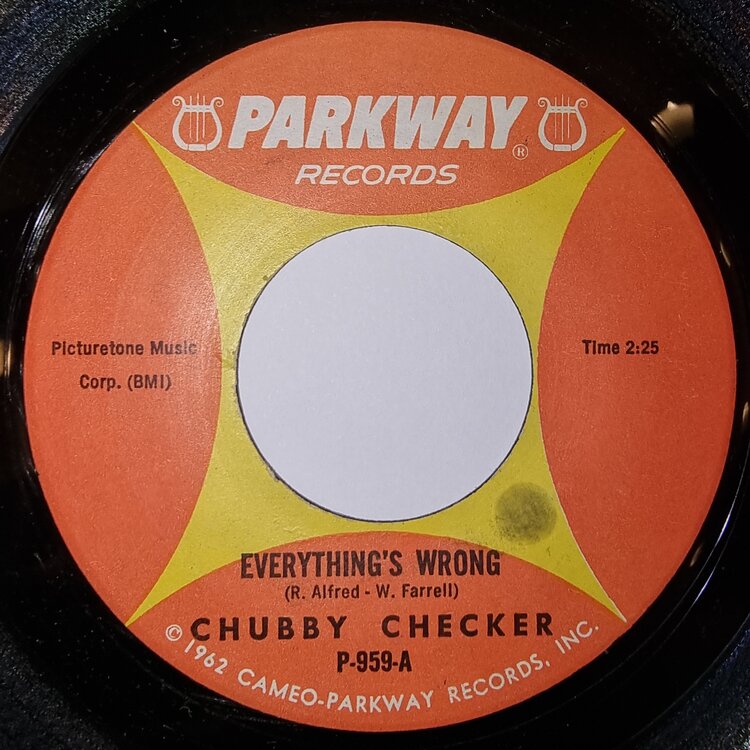 PARKWAY ®
RECORDS
Picturetone Music
Corp. (BMI)
Time 2:25
EVERYTHING'S WRONG
(R. Alfred - W. Farrell)
CHUBBY CHECKER
P-959-A
© 1962 CAMEO-PARKWAY RECORDS, INC.